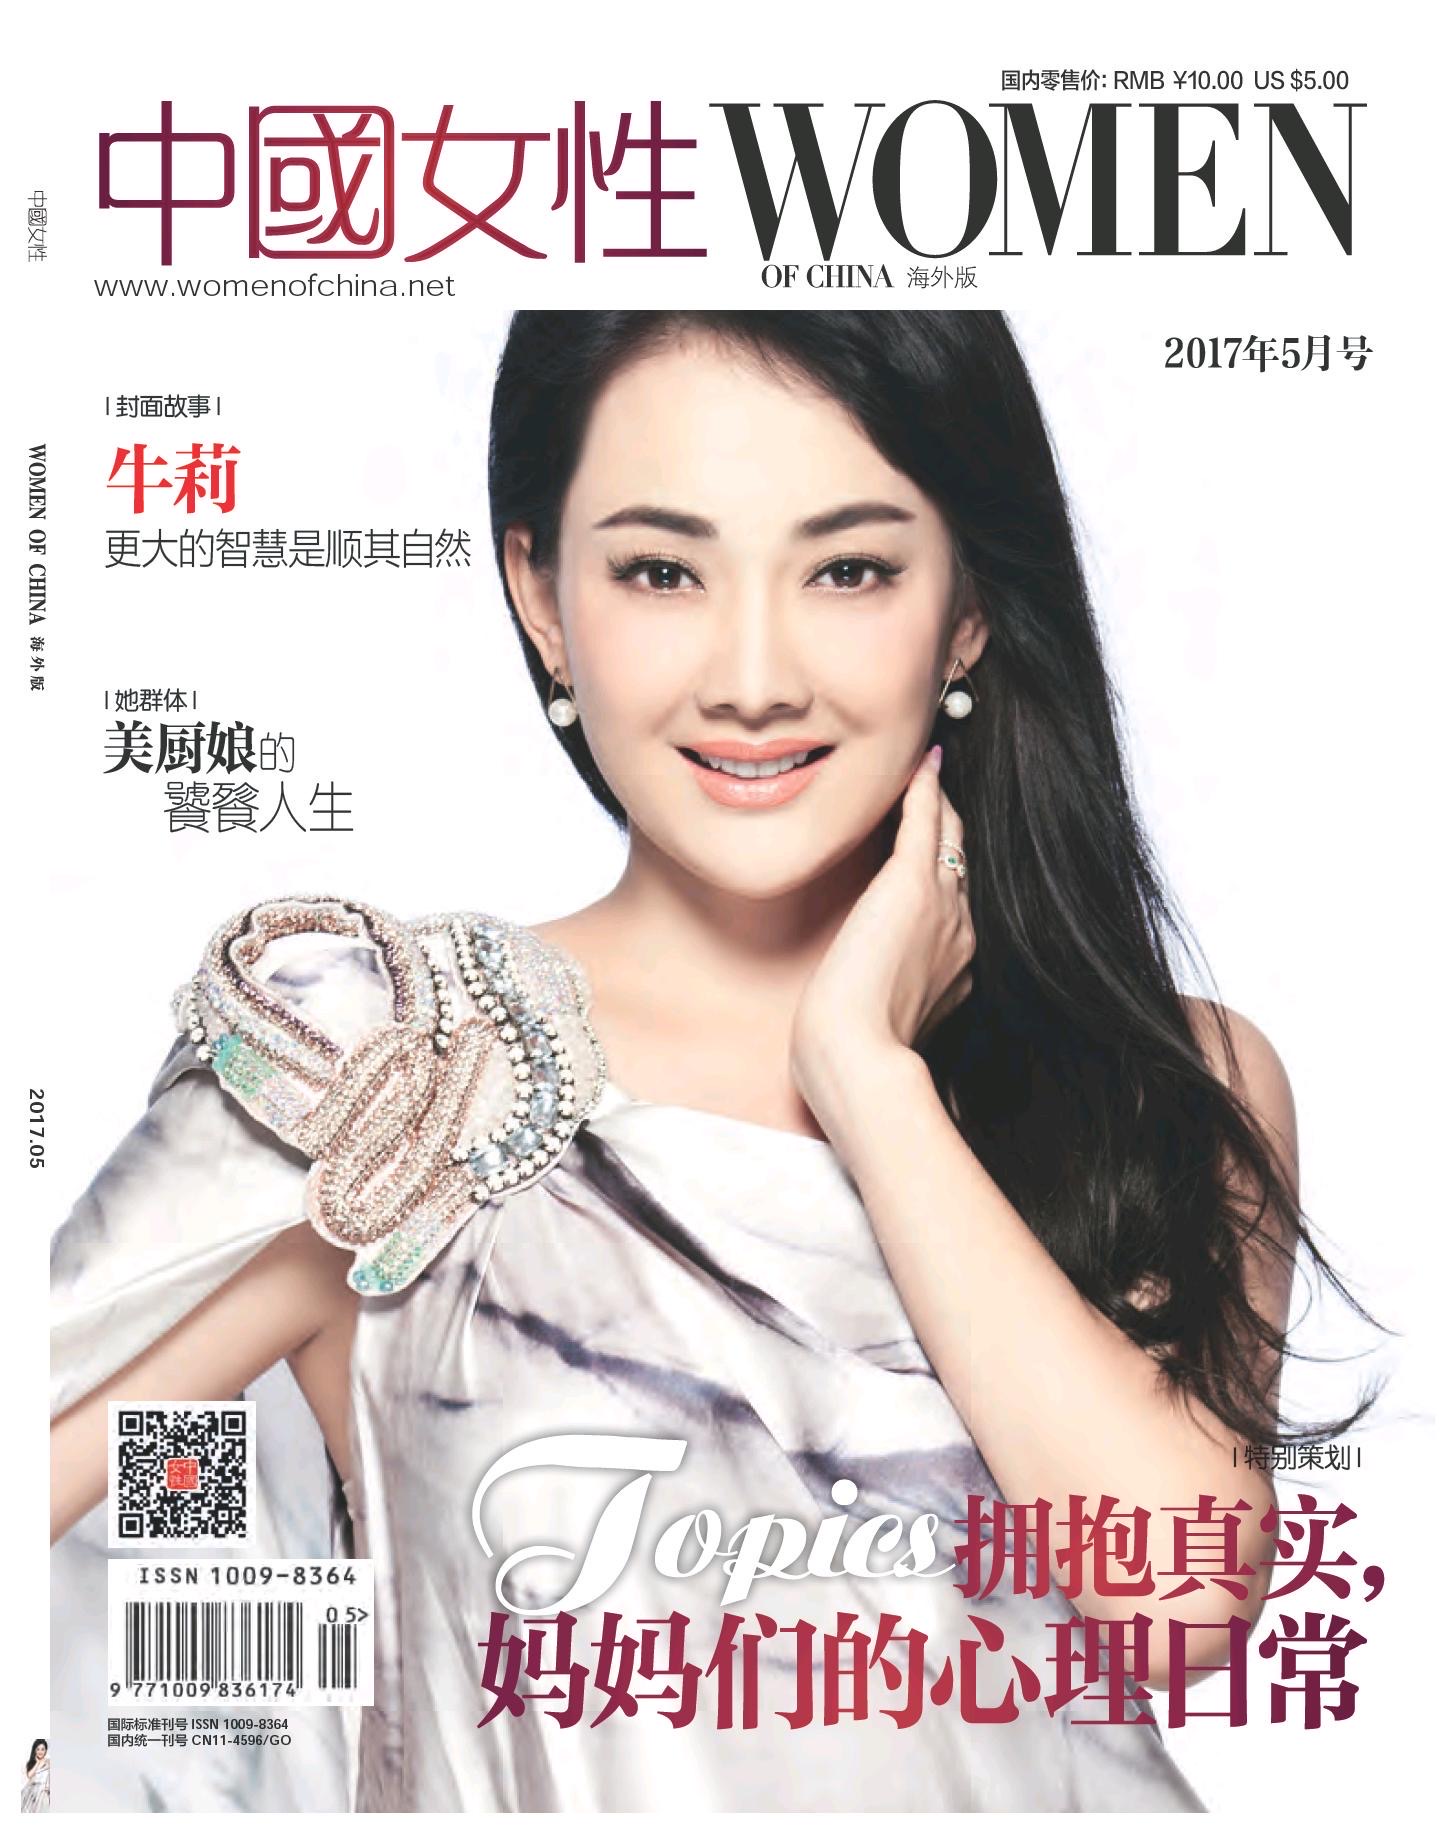 国内零售价: RMB ¥10.00 US $5.00
中國女性 WOMEN
OF CHINA 海外版
www.womenofchina.net
2017年5月号
中國女性
WOMEN OF CHINA 海外版
2017.05
| 封面故事 |
牛莉
更大的智慧是顺其自然
| 她群体 |
美厨娘的
饕餮人生
| 特别策划 |
Topics 拥抱真实,
妈妈们的心理日常
中國
女性
ISSN 1009-8364
05>
9 771009 836174
国际标准刊号 ISSN 1009-8364
国内统一刊号 CN11-4596/GO